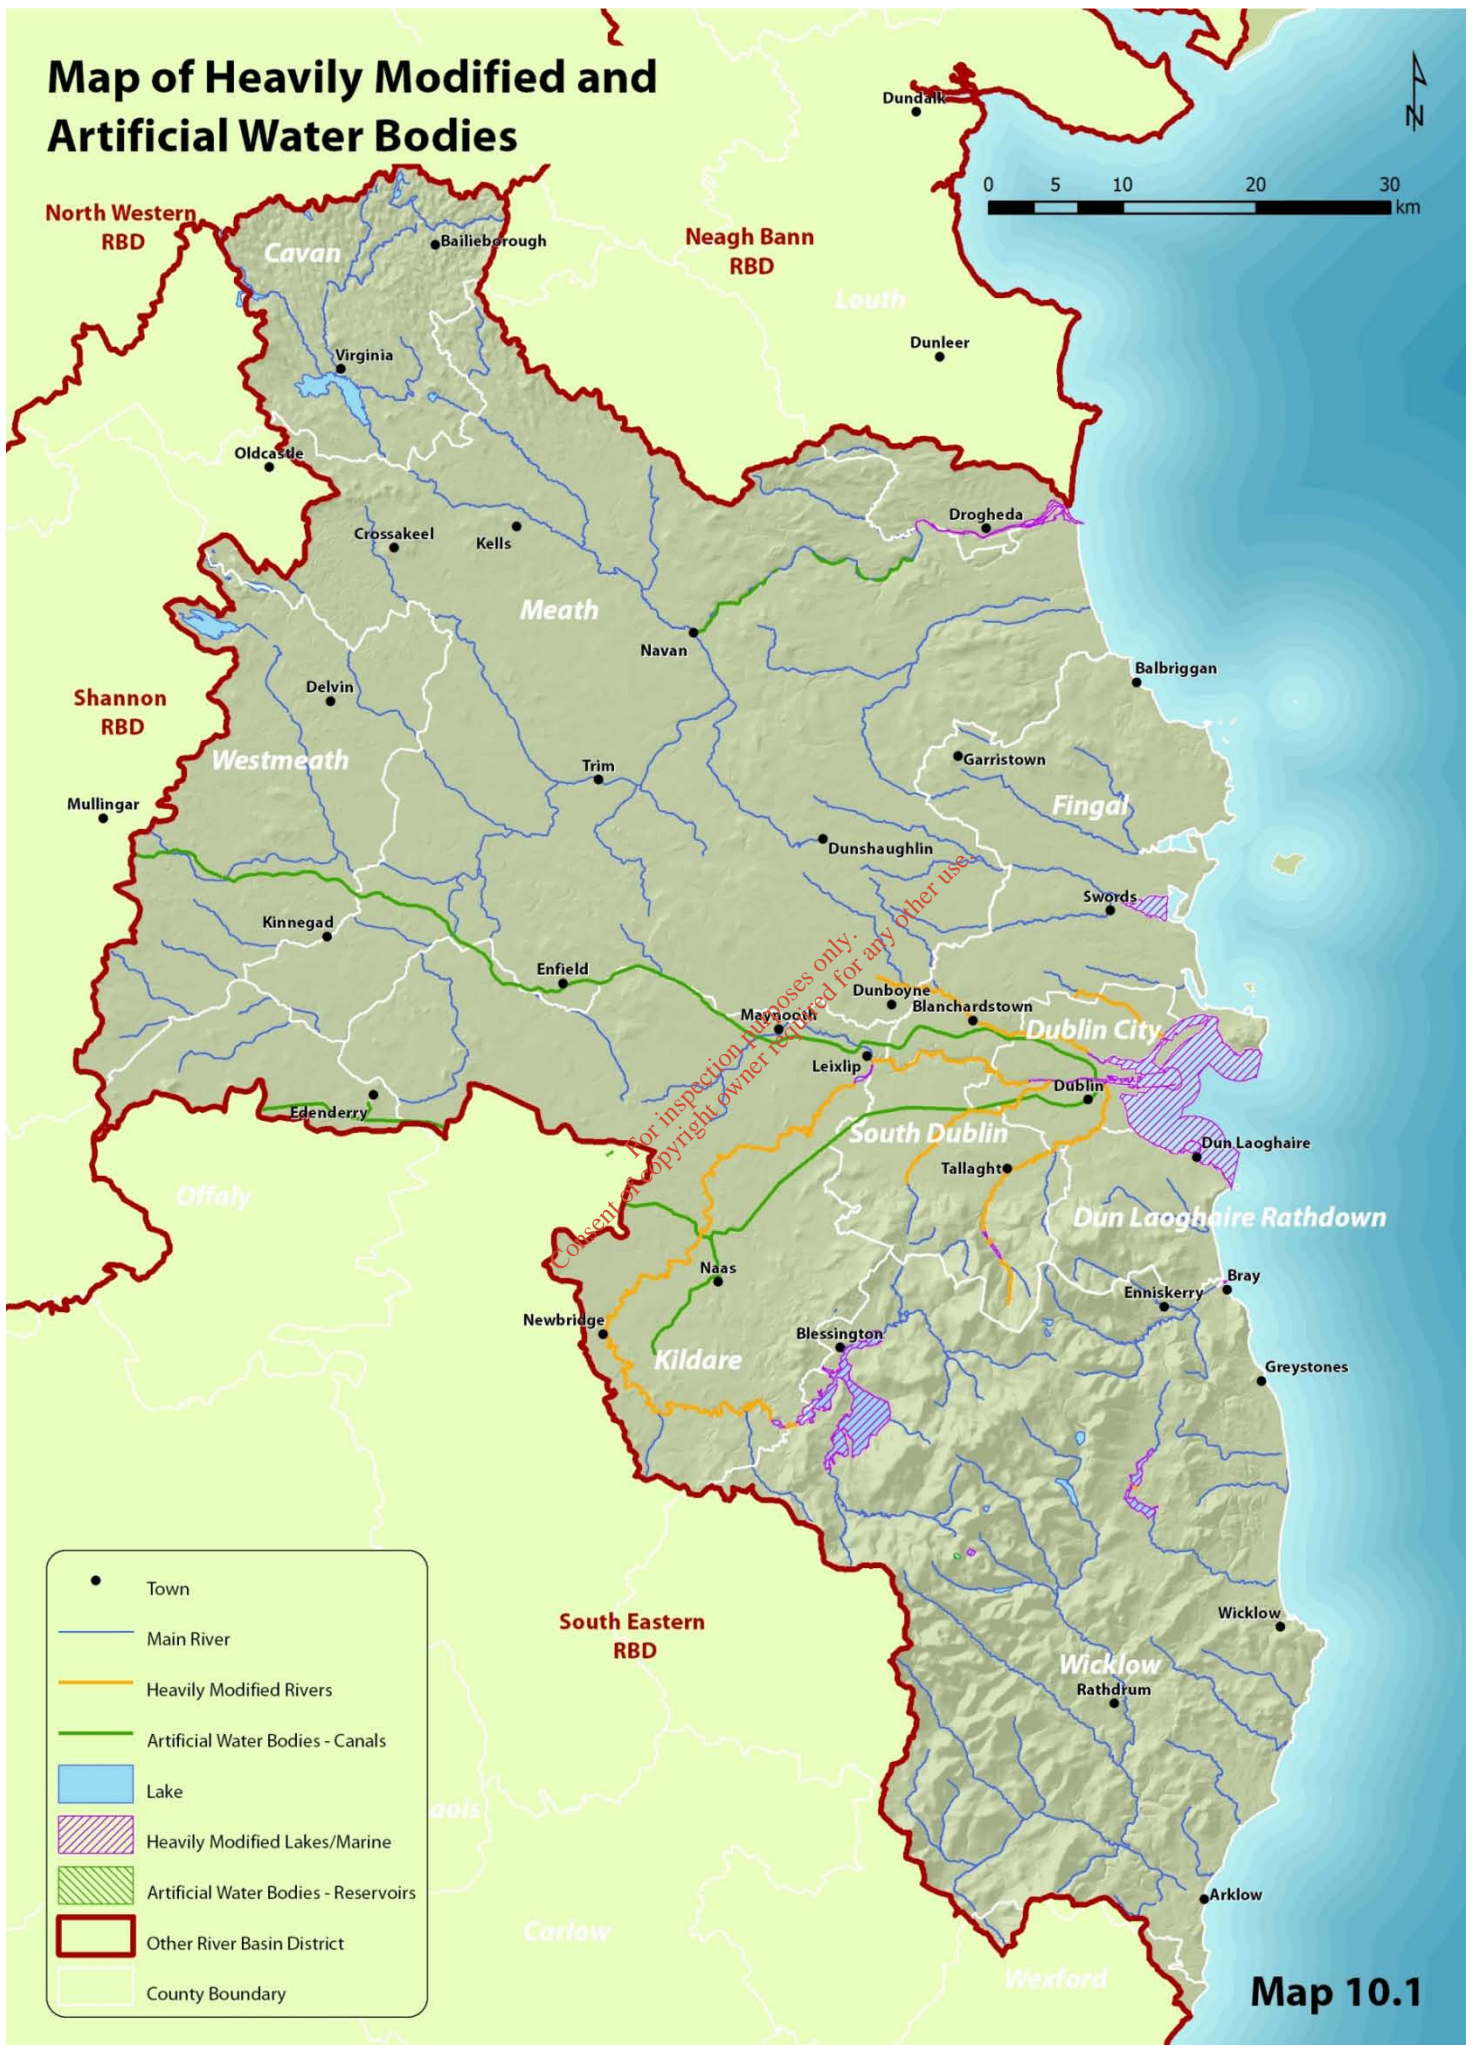 Map of Heavily Modified and
Artificial Water Bodies
N
0 5 10 20 30
km
Dundalk
North Western
RBD
Cavan
Bailieborough
Neagh Bann
RBD
Louth
Dunleer
Virginia
Oldcastle
Drogheda
Crossakeel
Kells
Meath
Navan
Balbriggan
Delvin
Shannon
RBD
Westmeath
Garristown
Trim
Fingal
Mullingar
Dunshaughlin
Swords
Kinnegad
Enfield
Dunboyne
Blanchardstown
Maynooth
Dublin City
Leixlip
Dublin
Edenderry
South Dublin
Dun Laoghaire
Tallaght
Offaly
Dun Laoghaire Rathdown
Naas
Bray
Enniskerry
Newbridge
Blessington
Kildare
Greystones
For inspection purposes only.
Consent of copyright owner required for any other use.
South Eastern
RBD
Wicklow
Wicklow
Rathdrum
aois
Arklow
Carlow
Wexford
Town
Main River
Heavily Modified Rivers
Artificial Water Bodies - Canals
Lake
Heavily Modified Lakes/Marine
Artificial Water Bodies - Reservoirs
Other River Basin District
County Boundary
Map 10.1